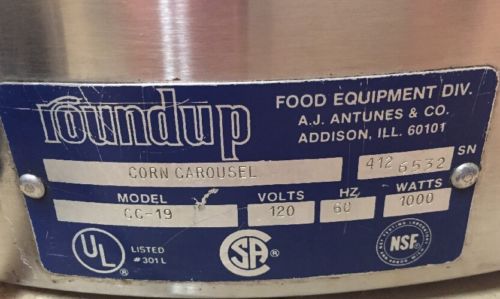 roundup
FOOD EQUIPMENT DIV.
A.J. ANTUNES & CO.
ADDISON, ILL. 60101
CORN CAROUSEL
412 6532 SN
MODEL VOLTS HZ WATTS
CC-19 120 60 1000
UL
LISTED
#301L
CSA
NSF